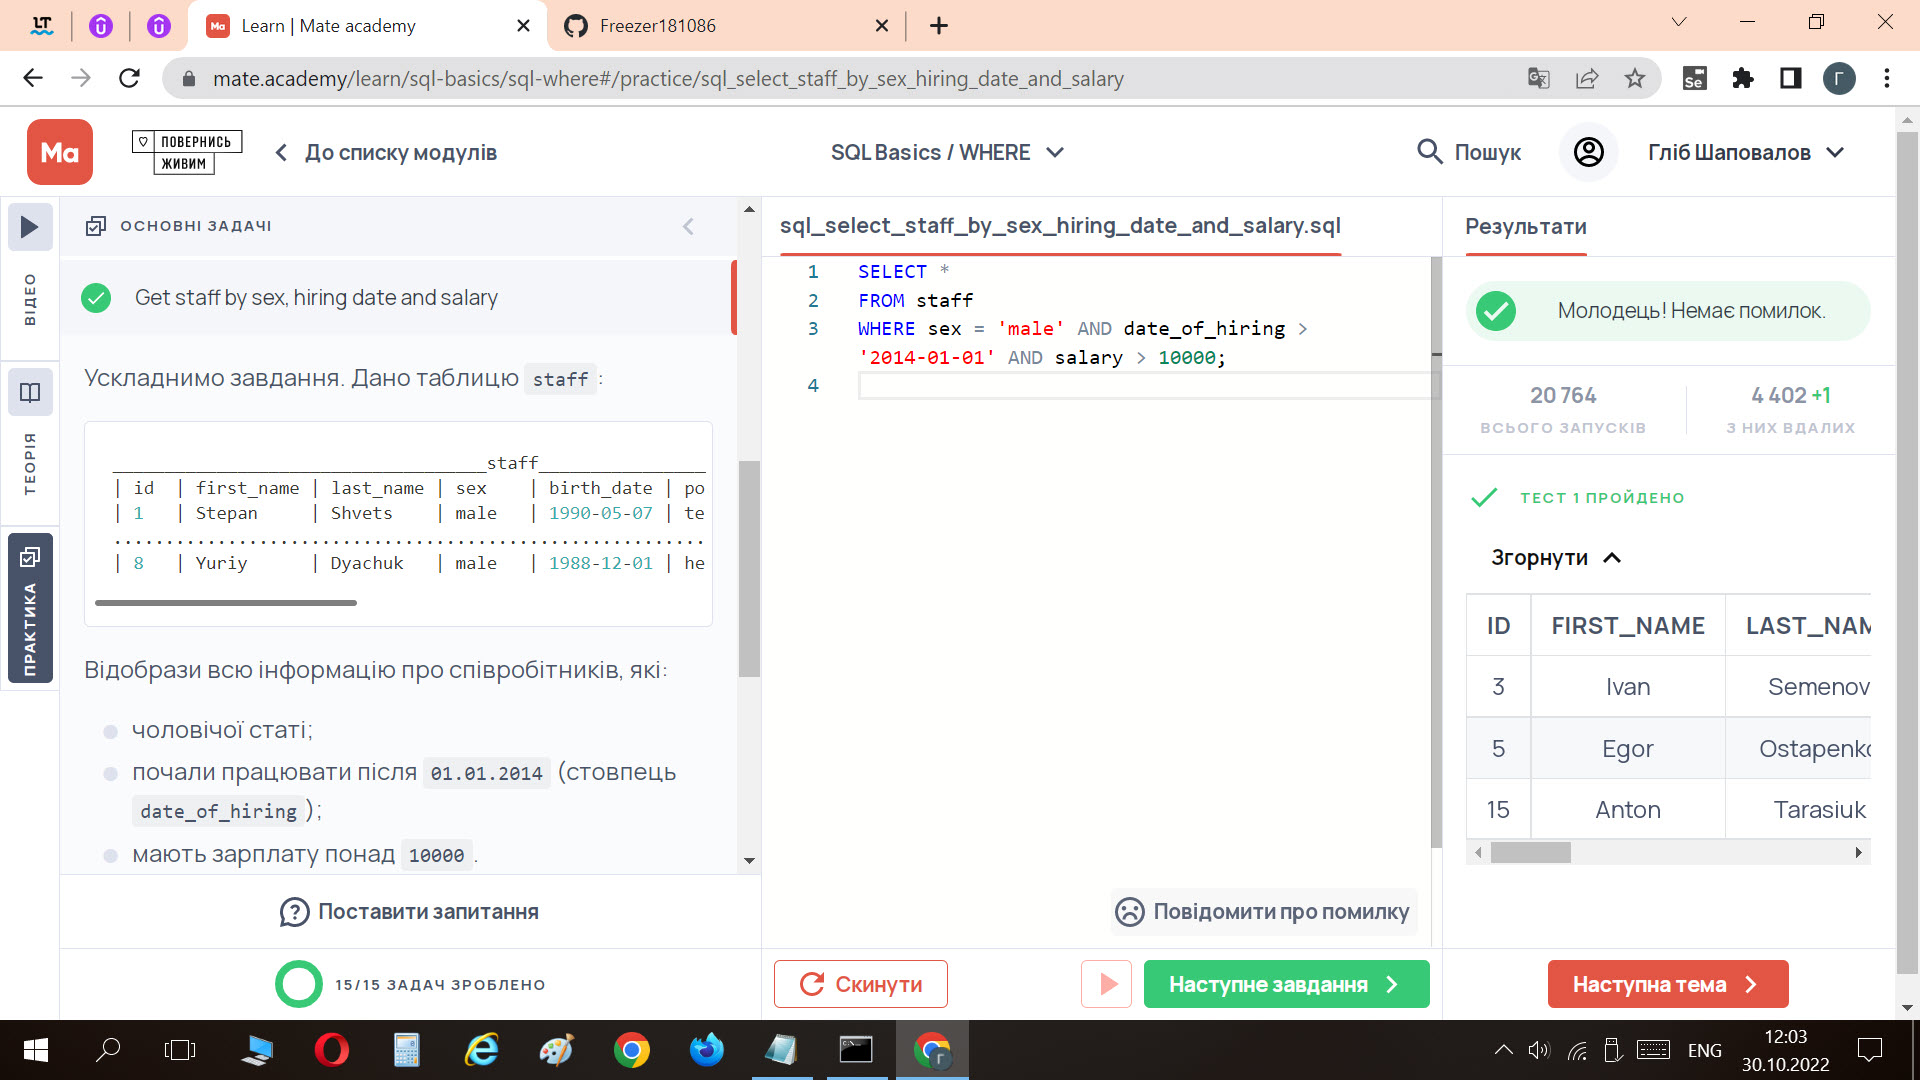 Learn | Mate academy
Freezer181086
mate.academy/learn/sql-basics/sql-where#/practice/sql_select_staff_by_sex_hiring_date_and_salary
Se
Г
Ma
ПОВЕРНИСЬ
ЖИВИМ
До списку модулів
SQL Basics / WHERE
Пошук
Гліб Шаповалов
ВІДЕО
ТЕОРІЯ
ПРАКТИКА
ОСНОВНІ ЗАДАЧІ
Get staff by sex, hiring date and salary
Ускладнимо завдання. Дано таблицю staff:
____________________________________staff________________
| id | first_name | last_name | sex | birth_date | po
| 1 | Stepan | Shvets | male | 1990-05-07 | te
.........................................................
| 8 | Yuriy | Dyachuk | male | 1988-12-01 | he
Відобрази всю інформацію про співробітників, які:
чоловічої статі;
почали працювати після 01.01.2014 (стовпець
date_of_hiring);
мають зарплату понад 10000.
Поставити запитання
15/15 ЗАДАЧ ЗРОБЛЕНО
sql_select_staff_by_sex_hiring_date_and_salary.sql
1 SELECT *
2 FROM staff
3 WHERE sex = 'male' AND date_of_hiring >
'2014-01-01' AND salary > 10000;
4
Повідомити про помилку
Скинути
Наступне завдання
Результати
Молодець! Немає помилок.
20 764
ВСЬОГО ЗАПУСКІВ
4 402 +1
З НИХ ВДАЛИХ
ТЕСТ 1 ПРОЙДЕНО
Згорнути
ID FIRST_NAME LAST_NAM
3 Ivan Semenov
5 Egor Ostapenko
15 Anton Tarasiuk
Наступна тема
ENG
12:03
30.10.2022